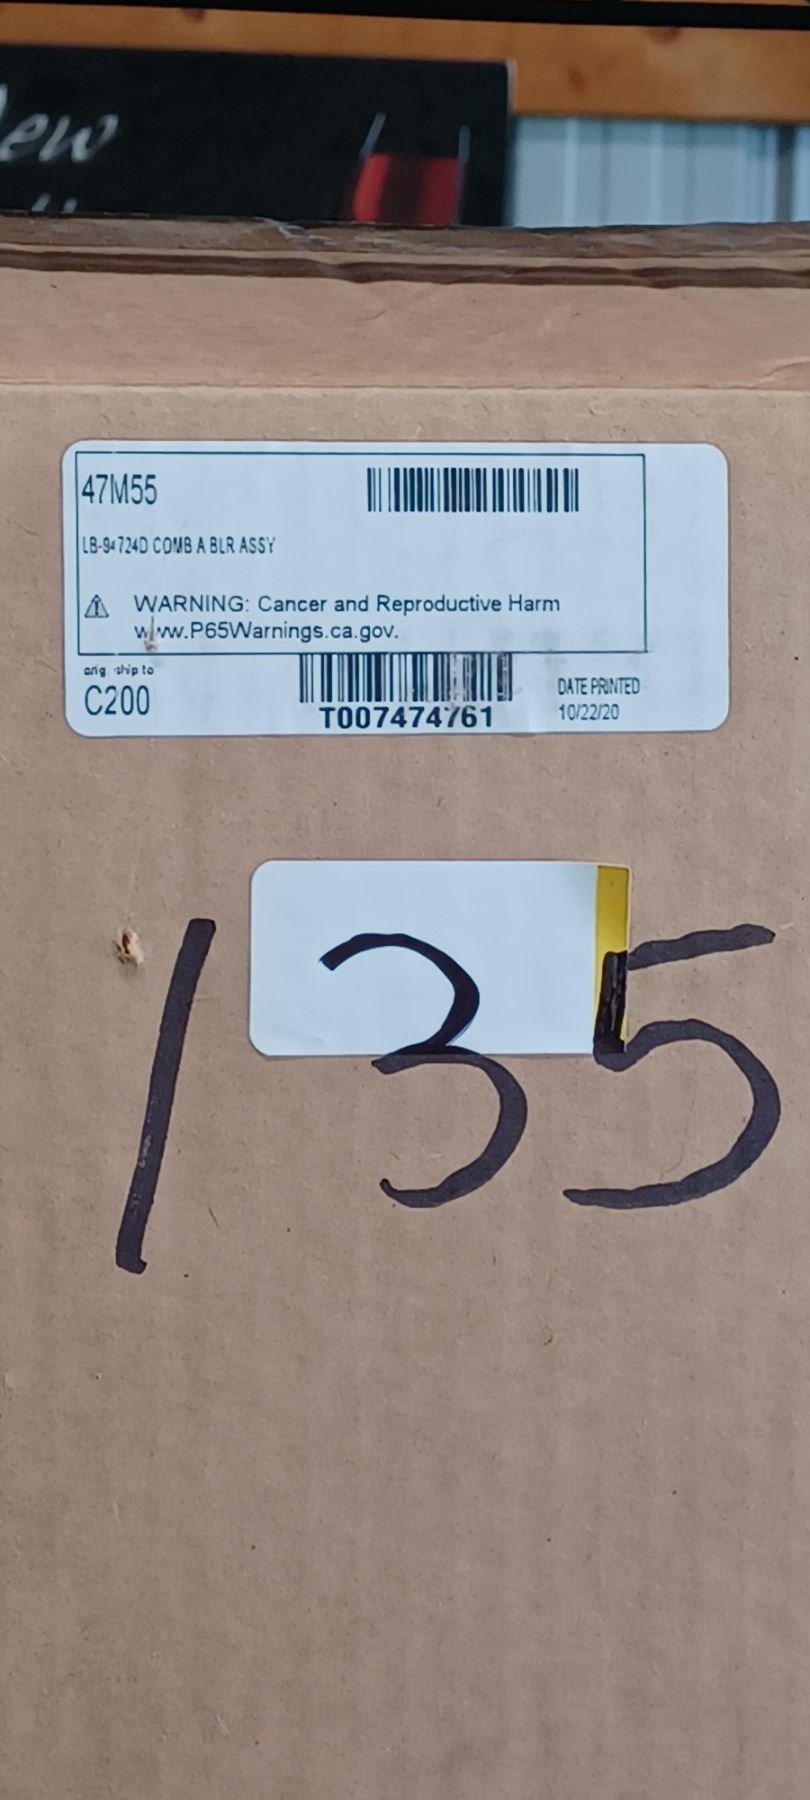 ew
47M55
LB-94724D COMB A BLR ASSY
WARNING: Cancer and Reproductive Harm
www.P65Warnings.ca.gov.
orig ship to
C200
T007474761
DATE PRINTED
10/22/20
135